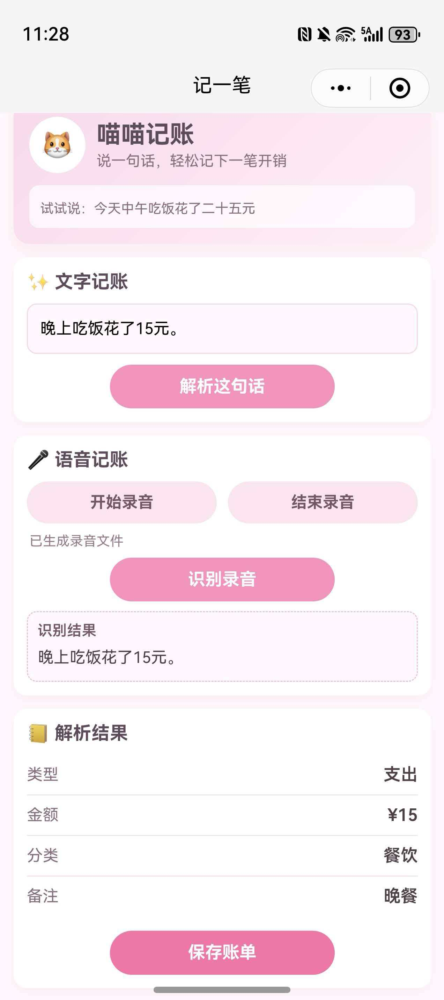 11:28
5A
93
记一笔
喵喵记账
说一句话，轻松记下一笔开销
试试说：今天中午吃饭花了二十五元
文字记账
晚上吃饭花了15元。
解析这句话
语音记账
开始录音
结束录音
已生成录音文件
识别录音
识别结果
晚上吃饭花了15元。
解析结果
类型
支出
金额
¥15
分类
餐饮
备注
晚餐
保存账单